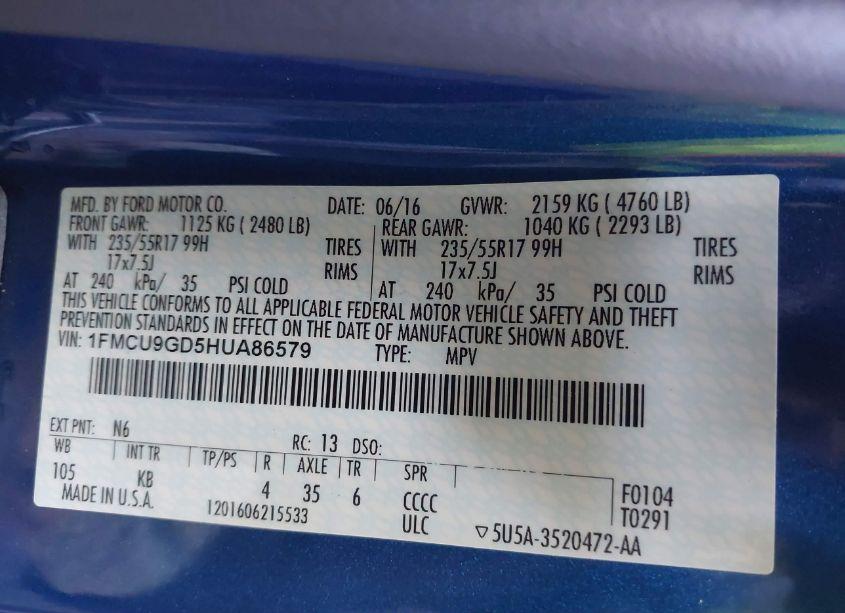 MFD. BY FORD MOTOR CO. DATE: 06/16 GVWR: 2159 KG ( 4760 LB)
FRONT GAWR: 1125 KG ( 2480 LB) REAR GAWR: 1040 KG ( 2293 LB)
WITH 235/55R17 99H TIRES WITH 235/55R17 99H TIRES
17x7.5J RIMS 17x7.5J RIMS
AT 240 kPa/ 35 PSI COLD AT 240 kPa/ 35 PSI COLD
THIS VEHICLE CONFORMS TO ALL APPLICABLE FEDERAL MOTOR VEHICLE SAFETY AND THEFT
PREVENTION STANDARDS IN EFFECT ON THE DATE OF MANUFACTURE SHOWN ABOVE.
VIN: 1FMCU9GD5HUA86579 TYPE: MPV
EXT PNT: N6 RC: 13 DSO:
WB INT TR TP/PS R AXLE TR SPR
105 KB 4 35 6 CCCC F0104
MADE IN U.S.A. 1201606215533 ULC T0291
▽5U5A-3520472-AA